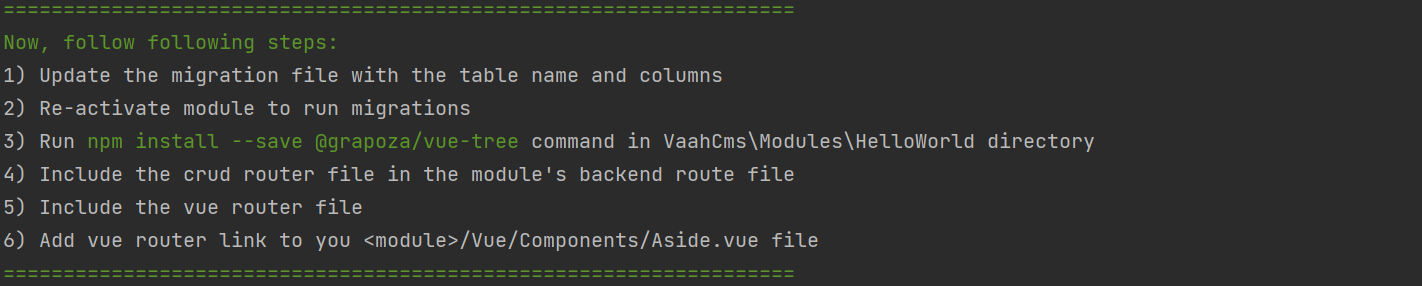 ==================================================================
Now, follow following steps:
1) Update the migration file with the table name and columns
2) Re-activate module to run migrations
3) Run npm install --save @grapoza/vue-tree command in VaahCms\Modules\HelloWorld directory
4) Include the crud router file in the module's backend route file
5) Include the vue router file
6) Add vue router link to you <module>/Vue/Components/Aside.vue file
==================================================================